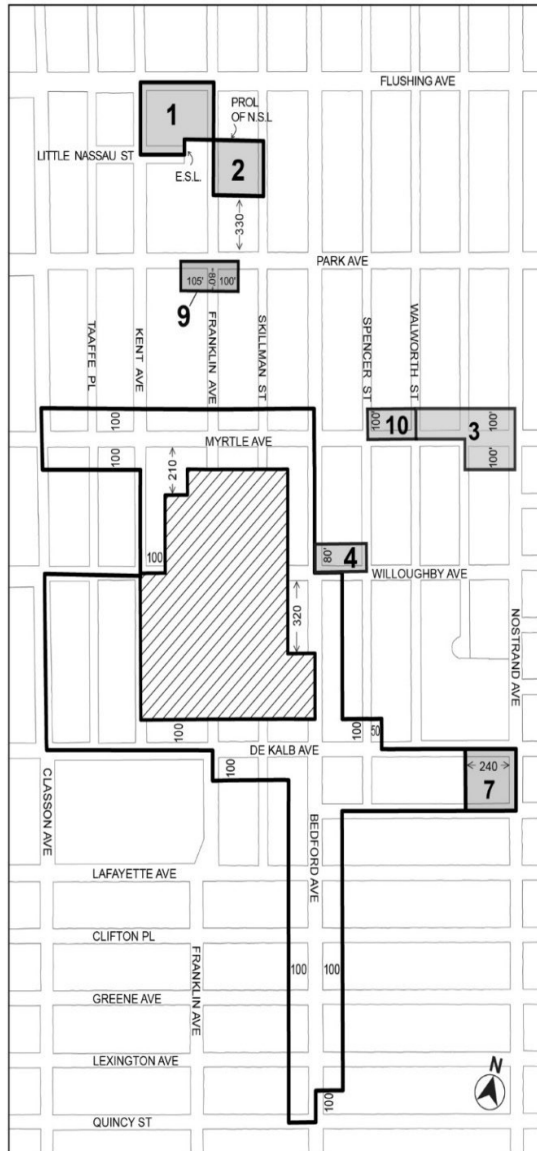 FLUSHING AVE
1
PROL
OF N.S.L
LITTLE NASSAU ST
E.S.L.
2
330
PARK AVE
105'
80'
100'
9
TAAFFE PL
KENT AVE
FRANKLIN AVE
SKILLMAN ST
SPENCER ST
WALWORTH ST
100
100'
10
3
100'
MYRTLE AVE
100
210
100'
100
80'
4
WILLOUGHBY AVE
320
NOSTRAND AVE
100
100
50
DE KALB AVE
100
240
7
CLASSON AVE
BEDFORD AVE
LAFAYETTE AVE
CLIFTON PL
FRANKLIN AVE
100
100
GREENE AVE
LEXINGTON AVE
N
100
QUINCY ST